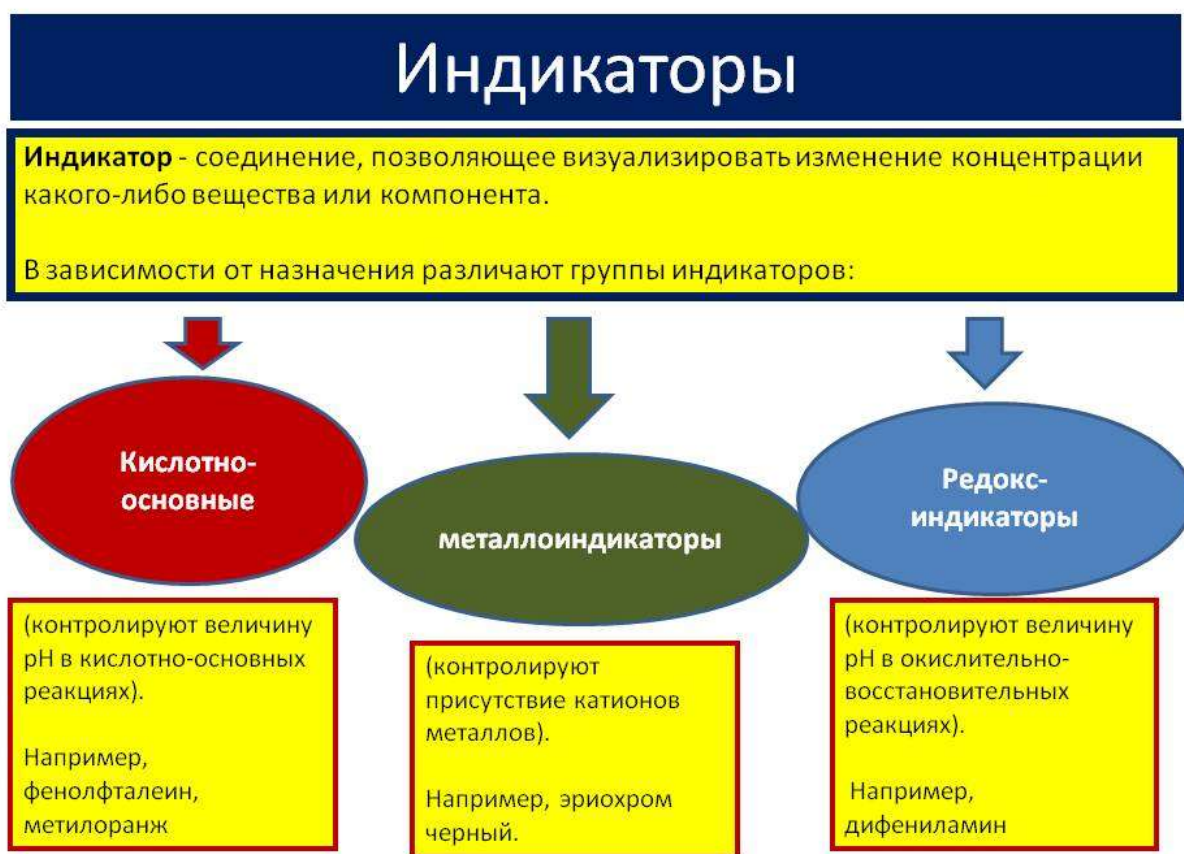 Индикаторы
Индикатор - соединение, позволяющее визуализировать изменение концентрации
какого-либо вещества или компонента.
В зависимости от назначения различают группы индикаторов:
Кислотно-
основные
металлоиндикаторы
Редокс-
индикаторы
(контролируют величину
pH в кислотно-основных
реакциях).
Например,
фенолфталеин,
метилоранж
(контролируют
присутствие катионов
металлов).
Например, эриохром
черный.
(контролируют величину
pH в окислительно-
восстановительных
реакциях).
Например,
дифениламин